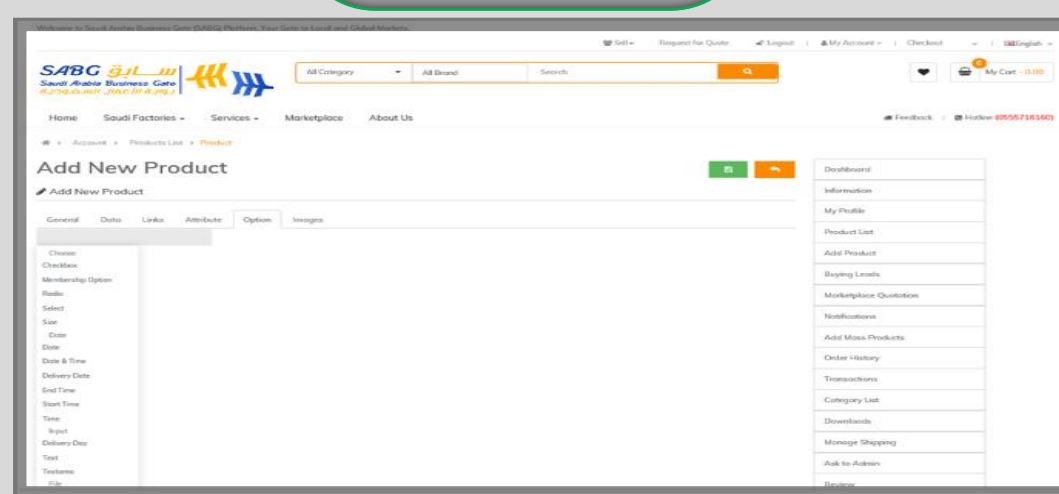 Welcome to Saudi Arabia Business Gate (SABG) Platform, Your Gate to Local and Global Markets.
Sell Request for Quote Logout My Account Checkout English
SABG سـابق
Saudi Arabia Business Gate
All Category All Brand Search
0
My Cart - 0.00
Home Saudi Factories Services Marketplace About Us
Feedback Hotline (0555716160)
Account Products List Product
Add New Product
Add New Product
General Data Links Attribute Option Images
Choose
Checkbox
Membership Option
Radio
Select
Size
Date
Date
Date & Time
Delivery Date
End Time
Start Time
Time
Input
Delivery Day
Text
Textarea
File
Dashboard
Information
My Profile
Product List
Add Product
Buying Leads
Marketplace Quotation
Notifications
Add Mass Products
Order History
Transactions
Category List
Downloads
Manage Shipping
Ask to Admin
Review